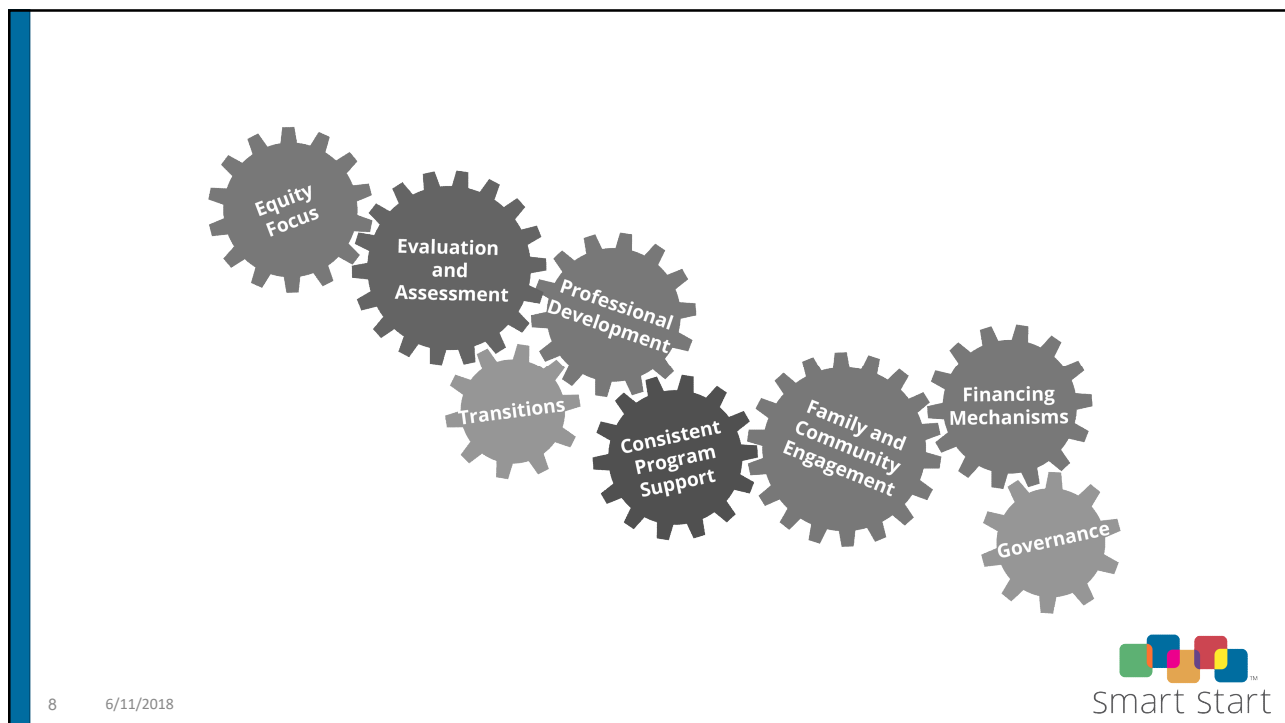 Equity
Focus
Evaluation
and
Assessment
Professional
Development
Transitions
Consistent
Program
Support
Family and
Community
Engagement
Financing
Mechanisms
Governance
8 6/11/2018
TM
Smart Start